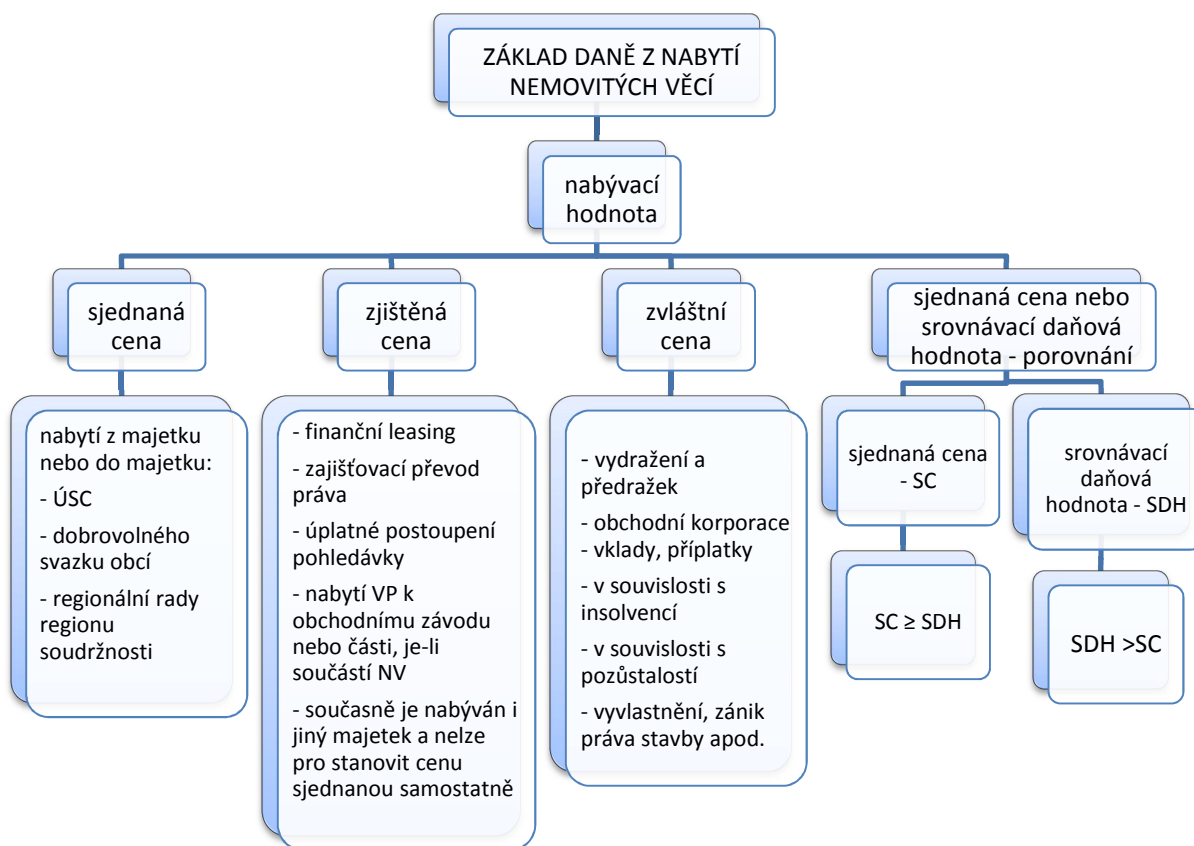 ZÁKLAD DANĚ Z NABYTÍ
NEMOVITÝCH VĚCÍ
nabývací
hodnota
sjednaná
cena
zjištěná
cena
zvláštní
cena
sjednaná cena nebo
srovnávací daňová
hodnota - porovnání
nabytí z majetku
nebo do majetku:
- ÚSC
- dobrovolného
svazku obcí
- regionální rady
regionu
soudržnosti
- finanční leasing
- zajišťovací převod
práva
- úplatné postoupení
pohledávky
- nabytí VP k
obchodnímu závodu
nebo části, je-li
součástí NV
- současně je nabýván i
jiný majetek a nelze
pro stanovit cenu
sjednanou samostatně
- vydražení a
předražek
- obchodní korporace
- vklady, příplatky
- v souvislosti s
insolvencí
- v souvislosti s
pozůstalostí
- vyvlastnění, zánik
práva stavby apod.
sjednaná cena
- SC
srovnávací
daňová
hodnota - SDH
SC ≥ SDH
SDH >SC